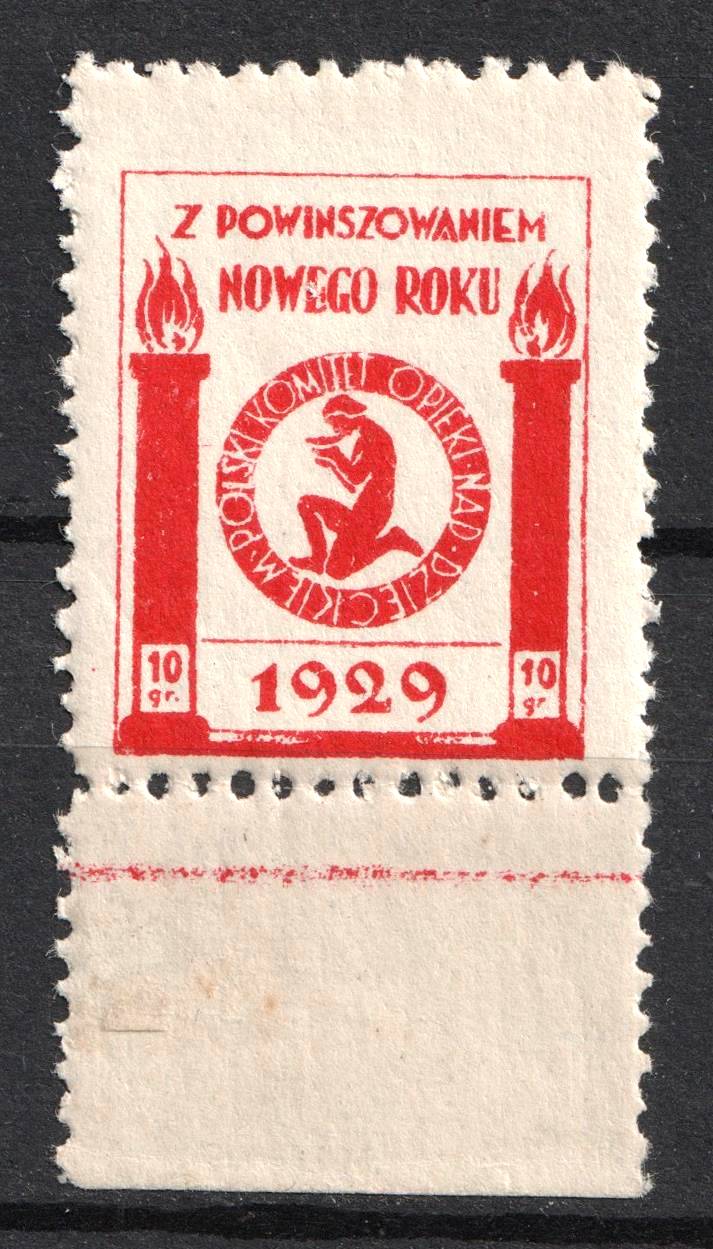 Z POWINSZOWANIEM
NOWEGO ROKU
POLSKI·KOMITET OPIEKI·NAD·DZIECKIEM·
10 gr.
1929
10 gr